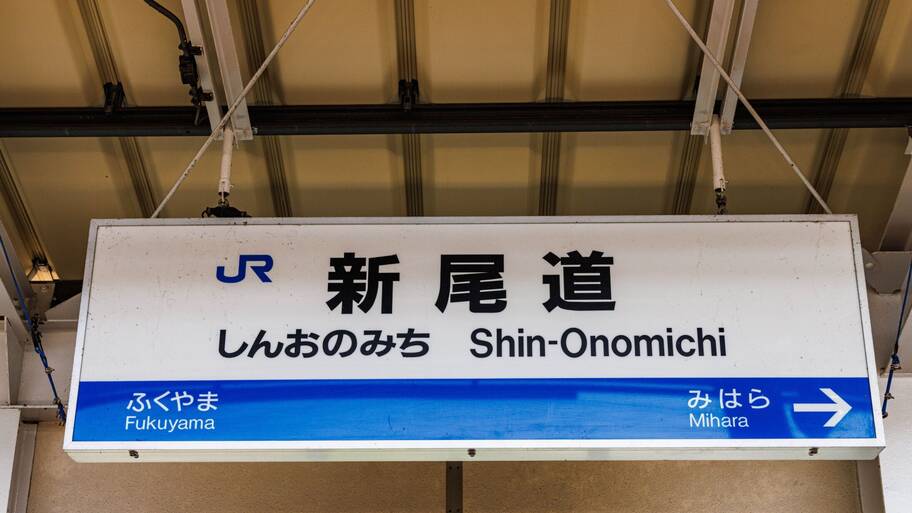 JR 新尾道
しんおのみち Shin-Onomichi
ふくやま みはら →
Fukuyama Mihara